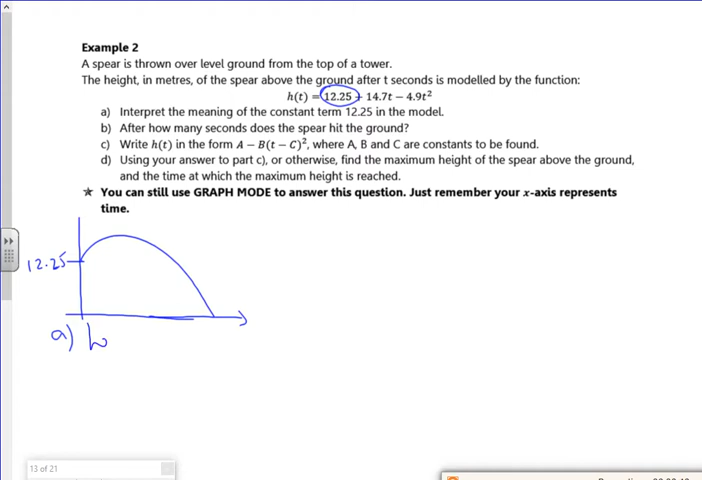 Example 2
A spear is thrown over level ground from the top of a tower.
The height, in metres, of the spear above the ground after t seconds is modelled by the function:
h(t) = 12.25 + 14.7t − 4.9t²
a) Interpret the meaning of the constant term 12.25 in the model.
b) After how many seconds does the spear hit the ground?
c) Write h(t) in the form A − B(t − C)², where A, B and C are constants to be found.
d) Using your answer to part c), or otherwise, find the maximum height of the spear above the ground,
and the time at which the maximum height is reached.
★ You can still use GRAPH MODE to answer this question. Just remember your x-axis represents
time.
12.25
a) h
13 of 21